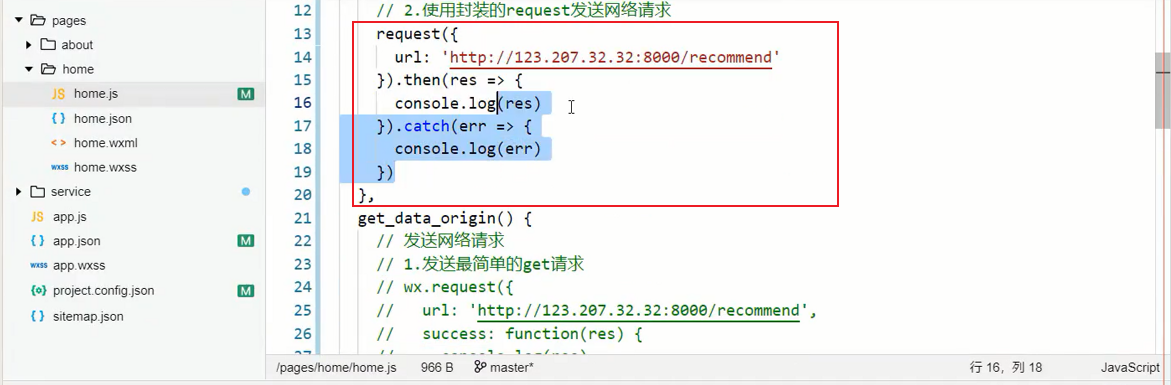 pages
about
home
JS home.js M
{ } home.json
< > home.wxml
wxss home.wxss
service
JS app.js
{ } app.json M
wxss app.wxss
{o} project.config.json M
{ } sitemap.json
12 // 2.使用封装的request发送网络请求
13 request({
14 url: 'http://123.207.32.32:8000/recommend'
15 }).then(res => {
16 console.log(res)
17 }).catch(err => {
18 console.log(err)
19 })
20 },
21 get_data_origin() {
22 // 发送网络请求
23 // 1.发送最简单的get请求
24 // wx.request({
25 // url: 'http://123.207.32.32:8000/recommend',
26 // success: function(res) {
27 // console.log(res)
/pages/home/home.js 966 B master* 行 16，列 18 JavaScript